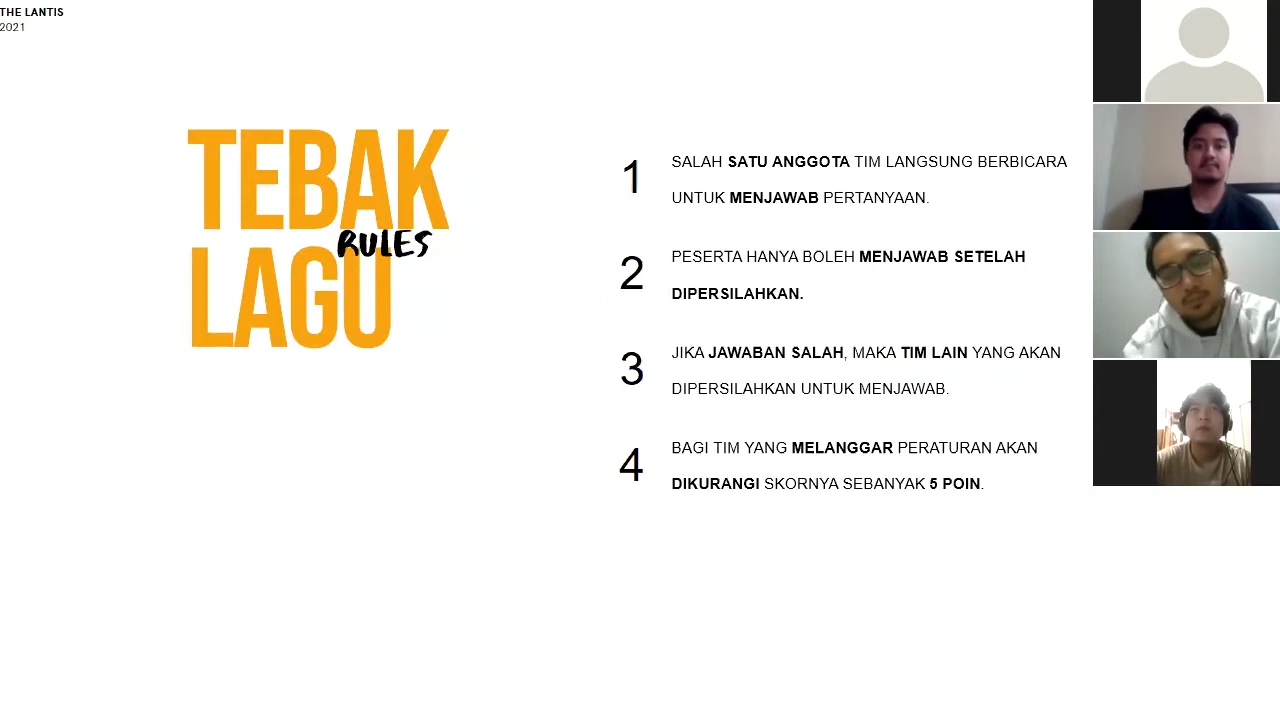 THE LANTIS
2021
TEBAK
RULES
LAGU
1
SALAH SATU ANGGOTA TIM LANGSUNG BERBICARA
UNTUK MENJAWAB PERTANYAAN.
2
PESERTA HANYA BOLEH MENJAWAB SETELAH
DIPERSILAHKAN.
3
JIKA JAWABAN SALAH, MAKA TIM LAIN YANG AKAN
DIPERSILAHKAN UNTUK MENJAWAB.
4
BAGI TIM YANG MELANGGAR PERATURAN AKAN
DIKURANGI SKORNYA SEBANYAK 5 POIN.